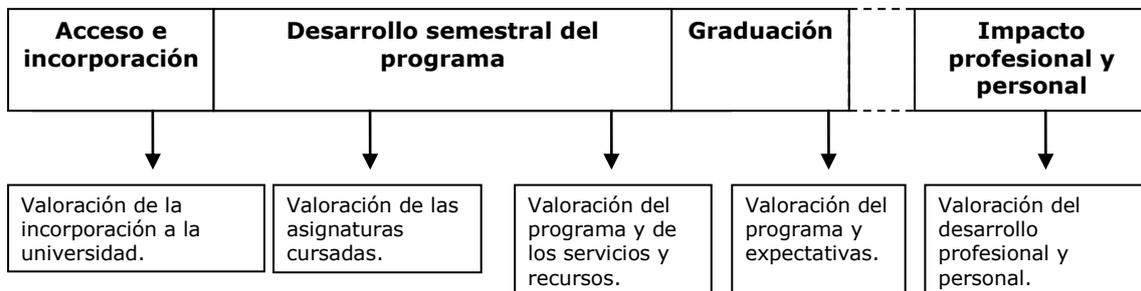 Acceso e
incorporación
Desarrollo semestral del
programa
Graduación
Impacto
profesional y
personal
Valoración de la
incorporación a la
universidad.
Valoración de las
asignaturas
cursadas.
Valoración del
programa y de
los servicios y
recursos.
Valoración del
programa y
expectativas.
Valoración del
desarrollo
profesional y
personal.